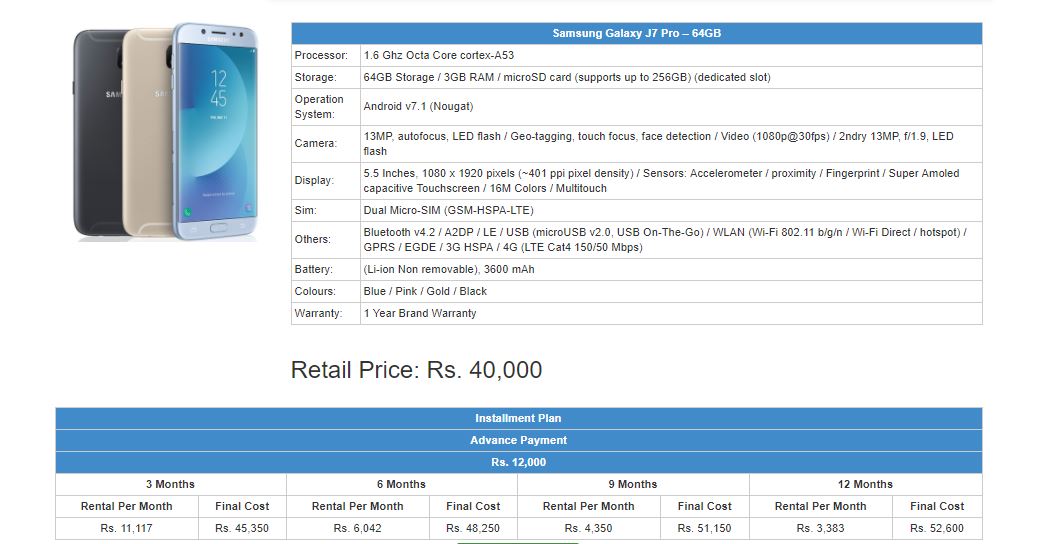 SAM
SA
SAMSUNG
12
45
Samsung Galaxy J7 Pro – 64GB
Processor: 1.6 Ghz Octa Core cortex-A53
Storage: 64GB Storage / 3GB RAM / microSD card (supports up to 256GB) (dedicated slot)
Operation
System: Android v7.1 (Nougat)
Camera: 13MP, autofocus, LED flash / Geo-tagging, touch focus, face detection / Video (1080p@30fps) / 2ndry 13MP, f/1.9, LED
flash
Display: 5.5 Inches, 1080 x 1920 pixels (~401 ppi pixel density) / Sensors: Accelerometer / proximity / Fingerprint / Super Amoled
capacitive Touchscreen / 16M Colors / Multitouch
Sim: Dual Micro-SIM (GSM-HSPA-LTE)
Others: Bluetooth v4.2 / A2DP / LE / USB (microUSB v2.0, USB On-The-Go) / WLAN (Wi-Fi 802.11 b/g/n / Wi-Fi Direct / hotspot) /
GPRS / EGDE / 3G HSPA / 4G (LTE Cat4 150/50 Mbps)
Battery: (Li-ion Non removable), 3600 mAh
Colours: Blue / Pink / Gold / Black
Warranty: 1 Year Brand Warranty
Retail Price: Rs. 40,000
Installment Plan
Advance Payment
Rs. 12,000
3 Months 6 Months 9 Months 12 Months
Rental Per Month Final Cost Rental Per Month Final Cost Rental Per Month Final Cost Rental Per Month Final Cost
Rs. 11,117 Rs. 45,350 Rs. 6,042 Rs. 48,250 Rs. 4,350 Rs. 51,150 Rs. 3,383 Rs. 52,600